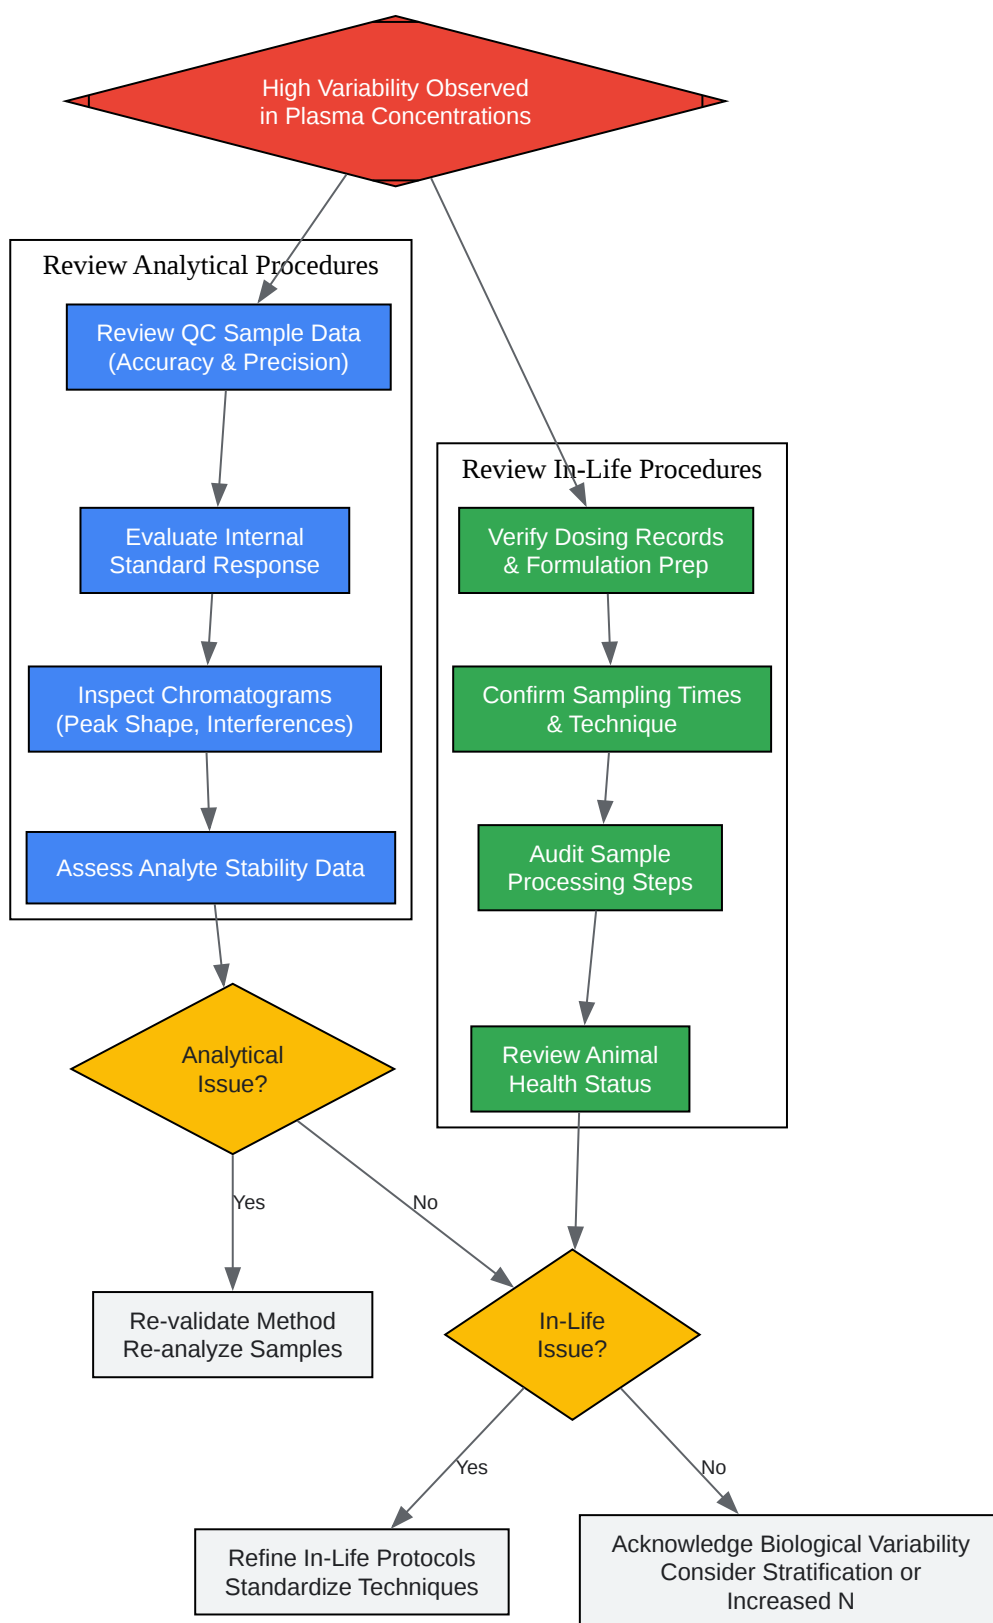 High Variability Observed
in Plasma Concentrations
Review Analytical Procedures
Review QC Sample Data
(Accuracy & Precision)
Evaluate Internal
Standard Response
Inspect Chromatograms
(Peak Shape, Interferences)
Assess Analyte Stability Data
Review In-Life Procedures
Verify Dosing Records
& Formulation Prep
Confirm Sampling Times
& Technique
Audit Sample
Processing Steps
Review Animal
Health Status
Analytical
Issue?
Yes
No
Re-validate Method
Re-analyze Samples
In-Life
Issue?
Yes
No
Refine In-Life Protocols
Standardize Techniques
Acknowledge Biological Variability
Consider Stratification or
Increased N